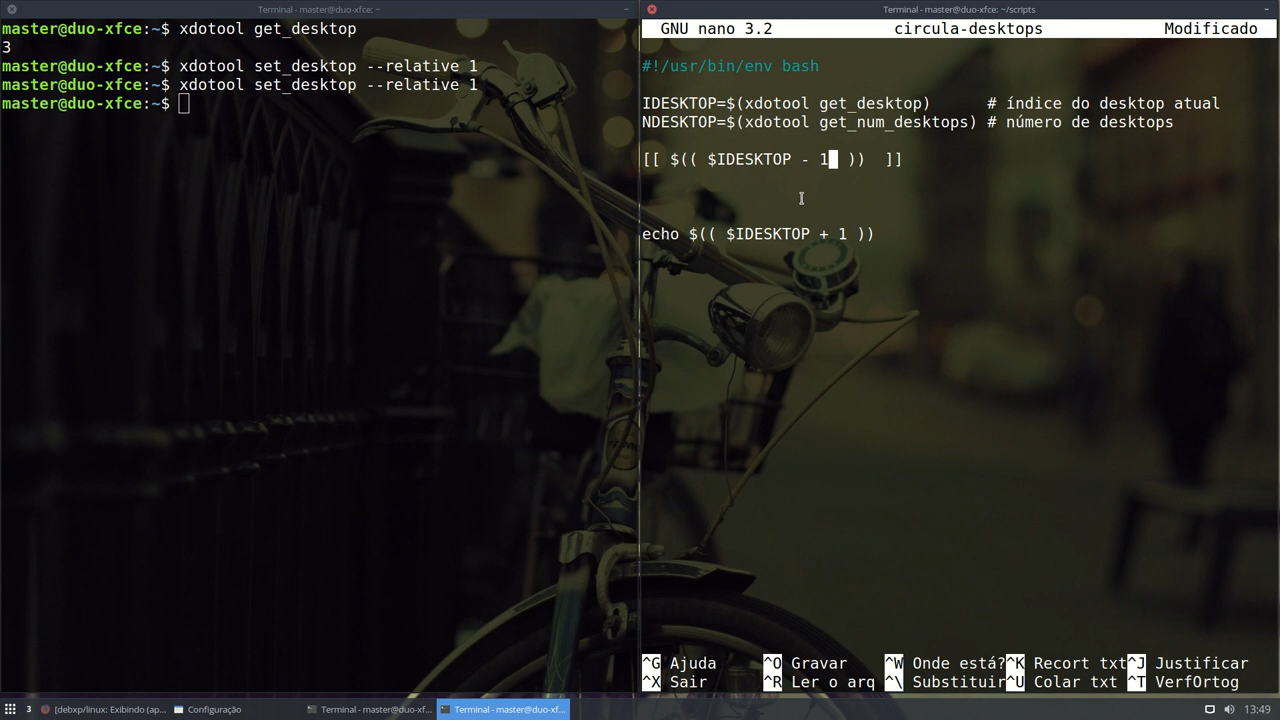 Terminal - master@duo-xfce: ~
master@duo-xfce:~$ xdotool get_desktop
3
master@duo-xfce:~$ xdotool set_desktop --relative 1
master@duo-xfce:~$ xdotool set_desktop --relative 1
master@duo-xfce:~$
Terminal - master@duo-xfce: ~/scripts
GNU nano 3.2 circula-desktops Modificado
#!/usr/bin/env bash
IDESKTOP=$(xdotool get_desktop) # índice do desktop atual
NDESKTOP=$(xdotool get_num_desktops) # número de desktops
[[ $(( $IDESKTOP - 1 )) ]]
echo $(( $IDESKTOP + 1 ))
^G Ajuda ^O Gravar ^W Onde está? ^K Recort txt ^J Justificar
^X Sair ^R Ler o arq ^\ Substituir ^U Colar txt ^T VerfOrtog
3 [debxp/linux: Exibindo (ap... Configuração Terminal - master@duo-xf... Terminal - master@duo-xf... 13:49